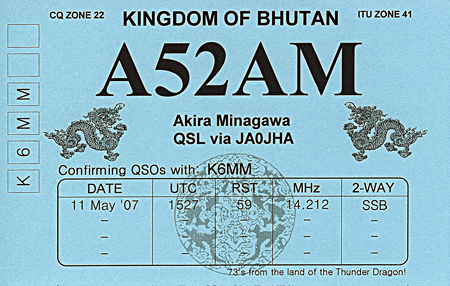 CQ ZONE 22 KINGDOM OF BHUTAN ITU ZONE 41
A52AM
Akira Minagawa
QSL via JA0JHA
K6MM
Confirming QSOs with: K6MM
DATE UTC RST MHz 2-WAY
11 May '07 1527 59 14.212 SSB
– – – – –
– – – – –
– – – – –
73's from the land of the Thunder Dragon!